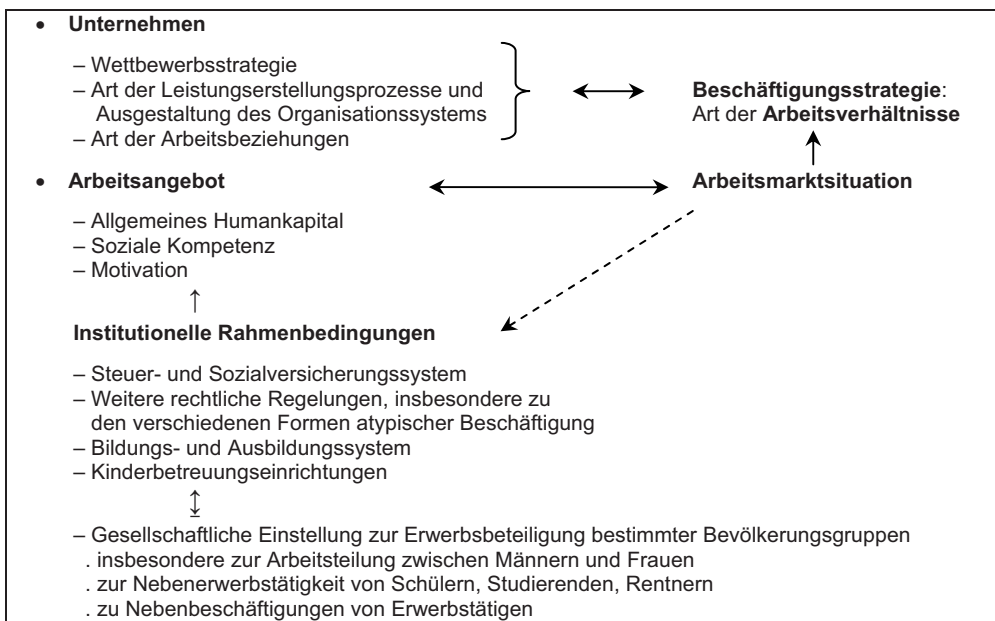 • Unternehmen
– Wettbewerbsstrategie
– Art der Leistungserstellungsprozesse und
Ausgestaltung des Organisationssystems
– Art der Arbeitsbeziehungen
Beschäftigungsstrategie:
Art der Arbeitsverhältnisse
• Arbeitsangebot
Arbeitsmarktsituation
– Allgemeines Humankapital
– Soziale Kompetenz
– Motivation
Institutionelle Rahmenbedingungen
– Steuer- und Sozialversicherungssystem
– Weitere rechtliche Regelungen, insbesondere zu
den verschiedenen Formen atypischer Beschäftigung
– Bildungs- und Ausbildungssystem
– Kinderbetreuungseinrichtungen
– Gesellschaftliche Einstellung zur Erwerbsbeteiligung bestimmter Bevölkerungsgruppen
. insbesondere zur Arbeitsteilung zwischen Männern und Frauen
. zur Nebenerwerbstätigkeit von Schülern, Studierenden, Rentnern
. zu Nebenbeschäftigungen von Erwerbstätigen